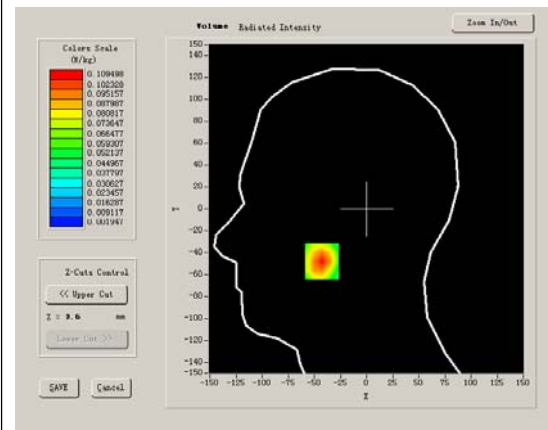 Volume Radiated Intensity
Zoom In/Out
Colors Scale
(W/kg)
0.109498
0.102328
0.095157
0.087987
0.080817
0.073647
0.066477
0.059307
0.052137
0.044967
0.037797
0.030627
0.023457
0.016287
0.009117
0.001947
Z-Cuts Control
<< Upper Cut
Z = 3.6 mm
Lower Cut >>
SAVE Cancel
150
140
120
100
80
60
40
20
0
-20
-40
-60
-80
-100
-120
-140
-150
Y
-150 -125 -100 -75 -50 -25 0 25 50 75 100 125 150
X